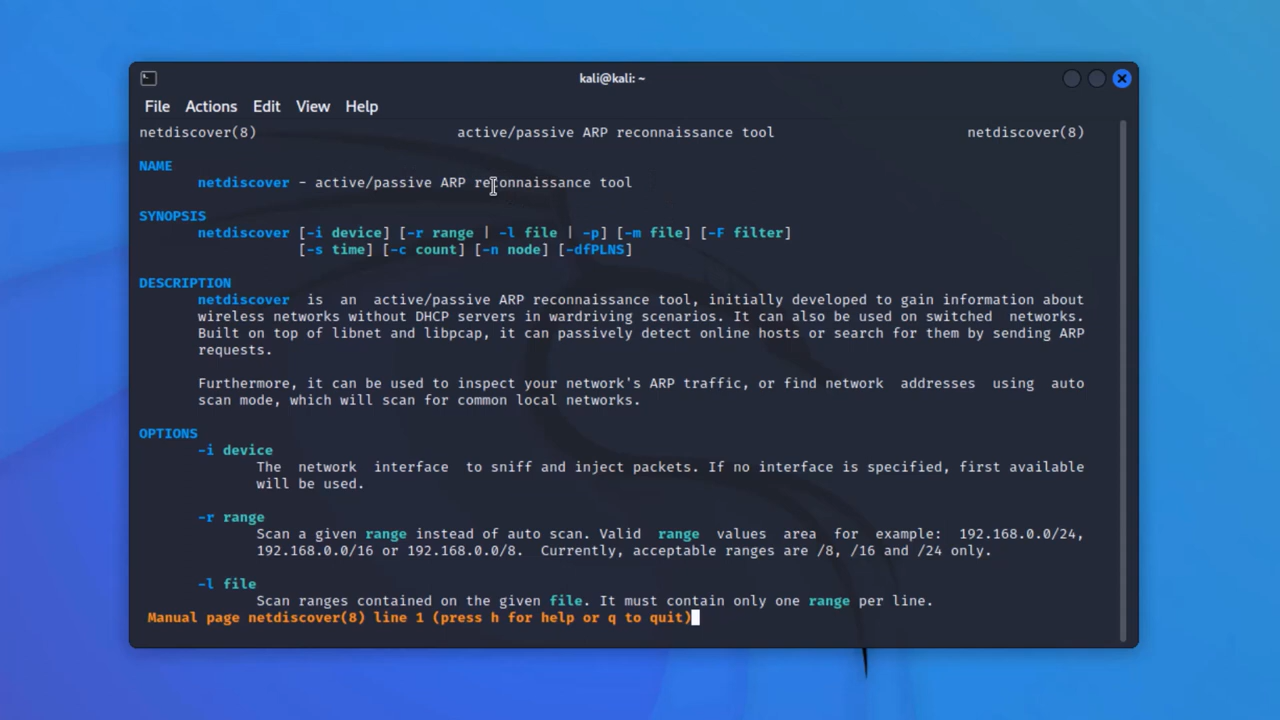 kali@kali: ~
File Actions Edit View Help
netdiscover(8) active/passive ARP reconnaissance tool netdiscover(8)
NAME
netdiscover - active/passive ARP reconnaissance tool
SYNOPSIS
netdiscover [-i device] [-r range | -l file | -p] [-m file] [-F filter]
[-s time] [-c count] [-n node] [-dfPLNS]
DESCRIPTION
netdiscover is an active/passive ARP reconnaissance tool, initially developed to gain information about
wireless networks without DHCP servers in wardriving scenarios. It can also be used on switched networks.
Built on top of libnet and libpcap, it can passively detect online hosts or search for them by sending ARP
requests.
Furthermore, it can be used to inspect your network's ARP traffic, or find network addresses using auto
scan mode, which will scan for common local networks.
OPTIONS
-i device
The network interface to sniff and inject packets. If no interface is specified, first available
will be used.
-r range
Scan a given range instead of auto scan. Valid range values area for example: 192.168.0.0/24,
192.168.0.0/16 or 192.168.0.0/8. Currently, acceptable ranges are /8, /16 and /24 only.
-l file
Scan ranges contained on the given file. It must contain only one range per line.
Manual page netdiscover(8) line 1 (press h for help or q to quit)